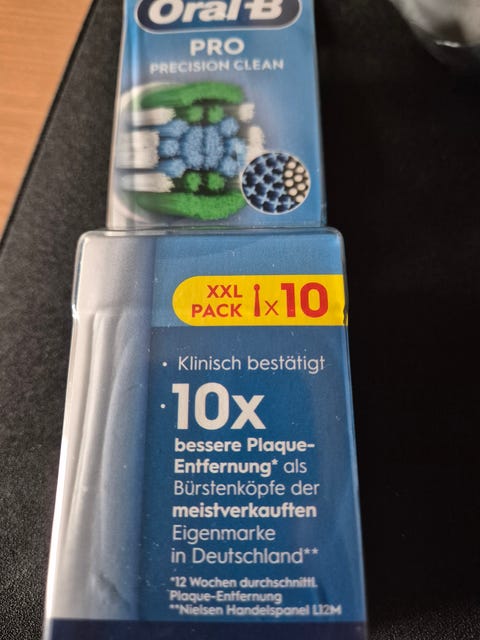 Oral-B
PRO
PRECISION CLEAN
XXL
PACK x10
• Klinisch bestätigt
• 10x
bessere Plaque-
Entfernung* als
Bürstenköpfe der
meistverkauften
Eigenmarke
in Deutschland**
*12 Wochen durchschnittl.
Plaque-Entfernung
**Nielsen Handelspanel L12M